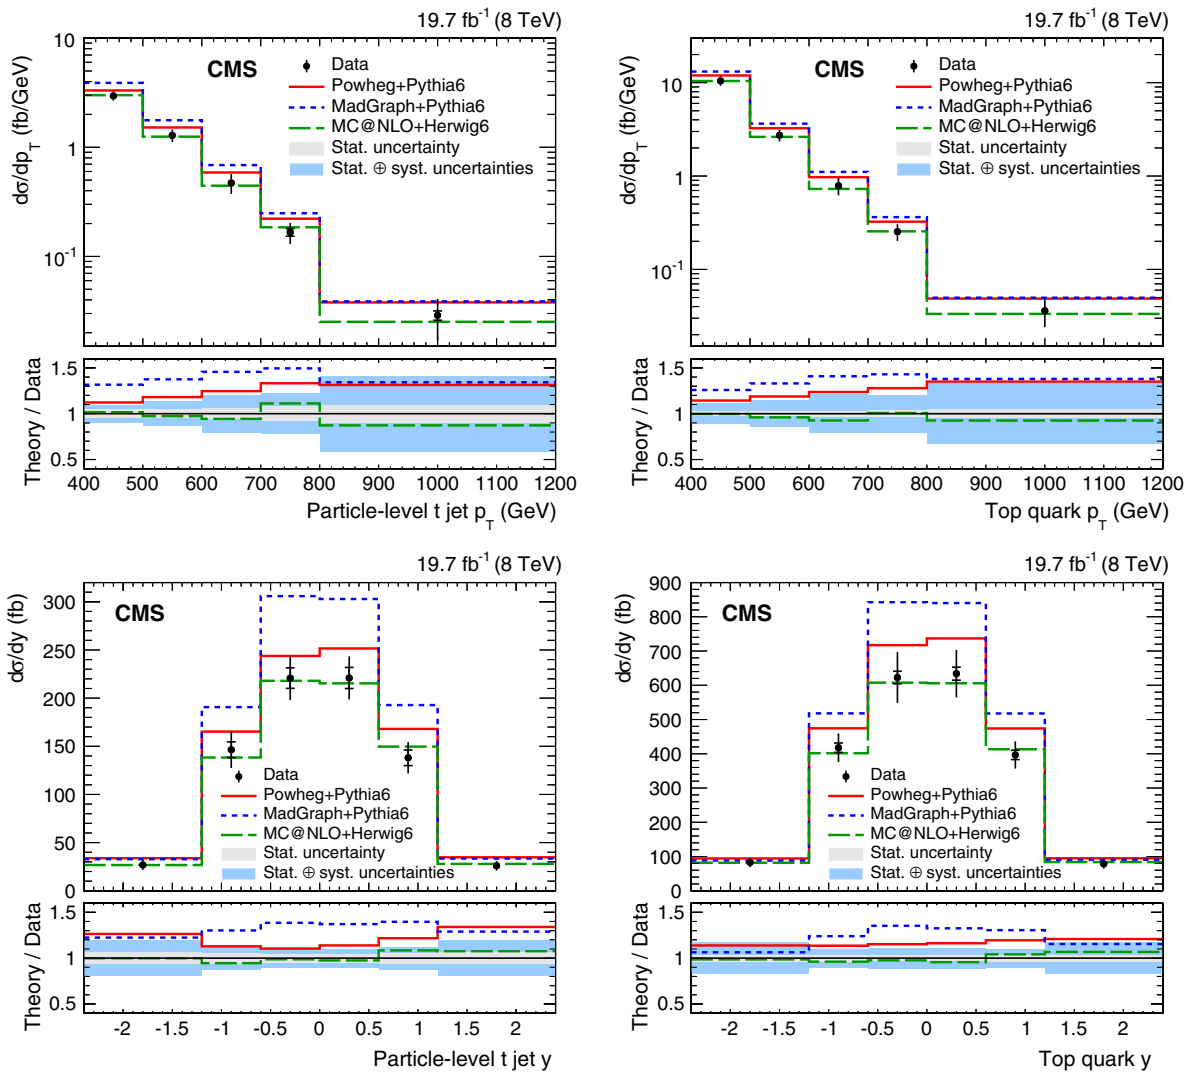 19.7 fb⁻¹ (8 TeV)
CMS
Data
Powheg+Pythia6
MadGraph+Pythia6
MC@NLO+Herwig6
Stat. uncertainty
Stat. ⊕ syst. uncertainties
dσ/dp_T (fb/GeV)
10
1
10⁻¹
Theory / Data
1.5
1
0.5
400 500 600 700 800 900 1000 1100 1200
Particle-level t jet p_T (GeV)
19.7 fb⁻¹ (8 TeV)
CMS
Data
Powheg+Pythia6
MadGraph+Pythia6
MC@NLO+Herwig6
Stat. uncertainty
Stat. ⊕ syst. uncertainties
dσ/dp_T (fb/GeV)
10
1
10⁻¹
Theory / Data
1.5
1
0.5
400 500 600 700 800 900 1000 1100 1200
Top quark p_T (GeV)
19.7 fb⁻¹ (8 TeV)
CMS
dσ/dy (fb)
300
250
200
150
100
50
0
Data
Powheg+Pythia6
MadGraph+Pythia6
MC@NLO+Herwig6
Stat. uncertainty
Stat. ⊕ syst. uncertainties
Theory / Data
1.5
1
0.5
-2 -1.5 -1 -0.5 0 0.5 1 1.5 2
Particle-level t jet y
19.7 fb⁻¹ (8 TeV)
CMS
dσ/dy (fb)
900
800
700
600
500
400
300
200
100
0
Data
Powheg+Pythia6
MadGraph+Pythia6
MC@NLO+Herwig6
Stat. uncertainty
Stat. ⊕ syst. uncertainties
Theory / Data
1.5
1
0.5
-2 -1.5 -1 -0.5 0 0.5 1 1.5 2
Top quark y